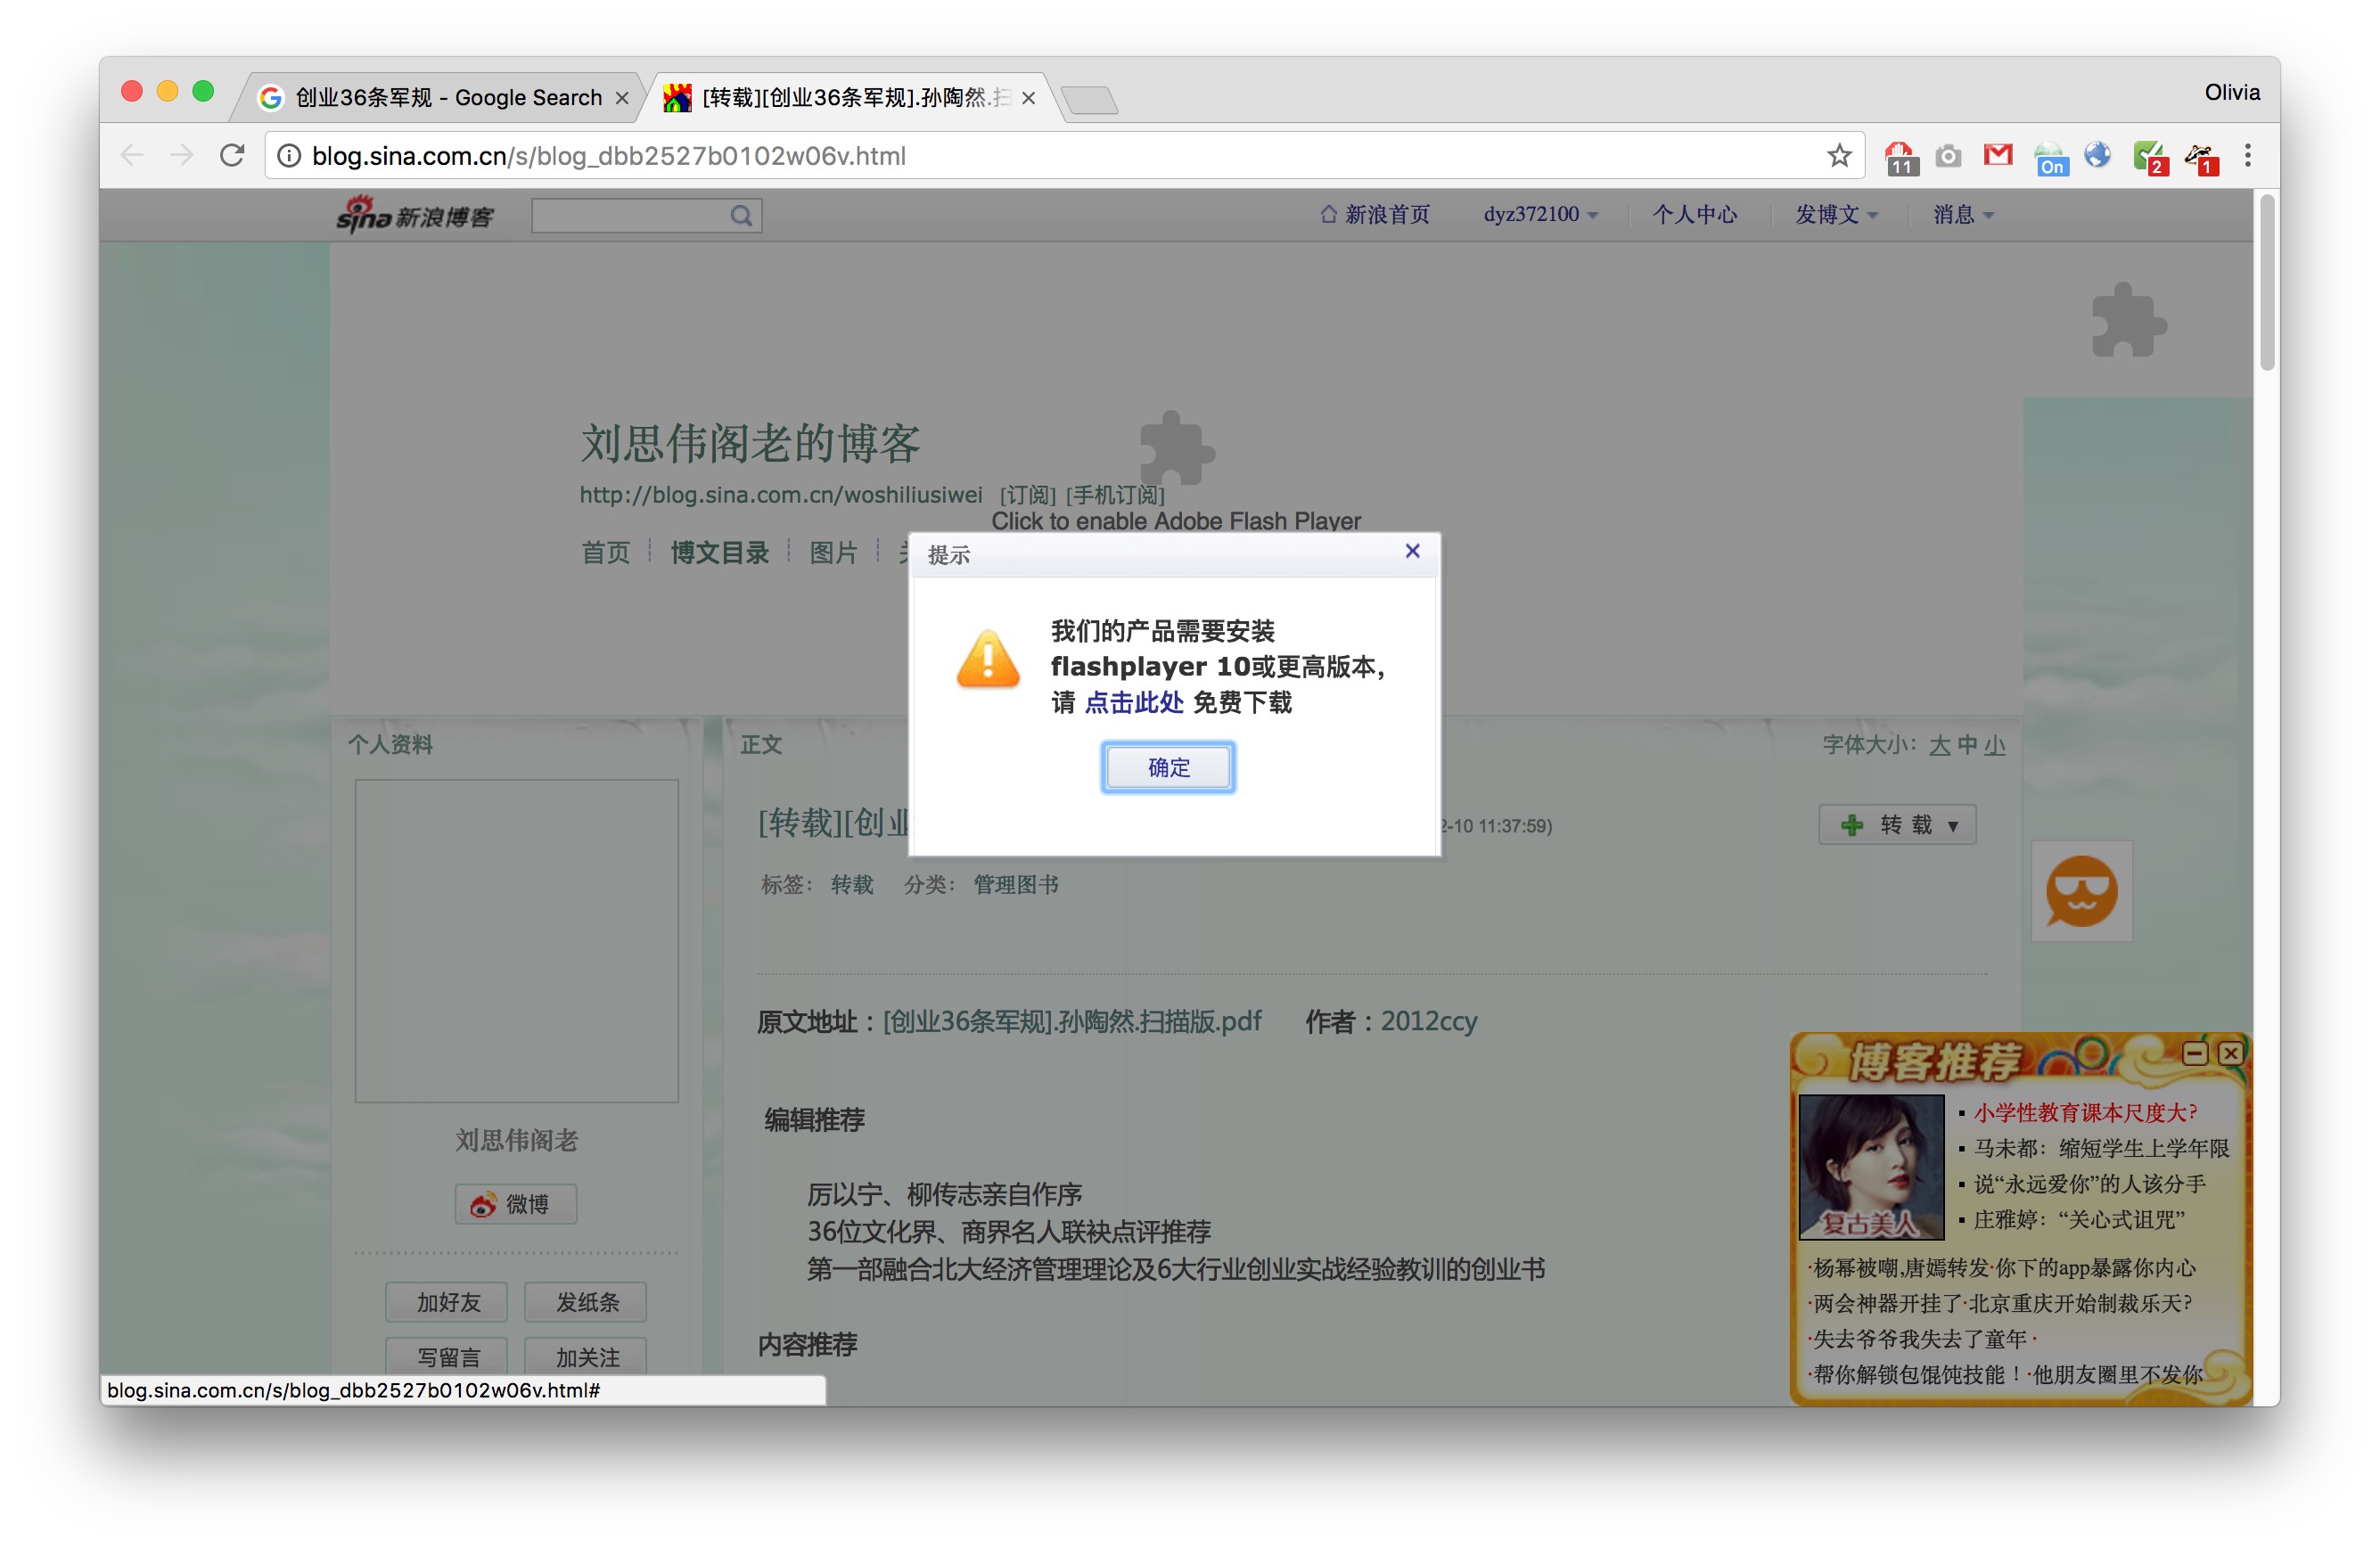 创业36条军规 - Google Search
[转载][创业36条军规].孙陶然.扫
Olivia
blog.sina.com.cn/s/blog_dbb2527b0102w06v.html
11
On
2
1
sina 新浪博客
新浪首页 dyz372100 个人中心 发博文 消息
刘思伟阁老的博客
http://blog.sina.com.cn/woshiliusiwei [订阅] [手机订阅]
Click to enable Adobe Flash Player
首页 博文目录 图片
提示
我们的产品需要安装
flashplayer 10或更高版本，
请 点击此处 免费下载
确定
个人资料
正文
字体大小：大 中 小
[转载][创业
-10 11:37:59)
转 载 ▼
标签： 转载 分类： 管理图书
原文地址：[创业36条军规].孙陶然.扫描版.pdf 作者：2012ccy
编辑推荐
厉以宁、柳传志亲自作序
36位文化界、商界名人联袂点评推荐
第一部融合北大经济管理理论及6大行业创业实战经验教训的创业书
内容推荐
刘思伟阁老
微博
加好友 发纸条
写留言 加关注
博客推荐
复古美人
▪ 小学性教育课本尺度大?
▪ 马未都：缩短学生上学年限
▪ 说“永远爱你”的人该分手
▪ 庄雅婷：“关心式诅咒”
·杨幂被嘲,唐嫣转发·你下的app暴露你内心
·两会神器开挂了·北京重庆开始制裁乐天?
·失去爷爷我失去了童年·
·帮你解锁包馄饨技能！·他朋友圈里不发你
blog.sina.com.cn/s/blog_dbb2527b0102w06v.html#